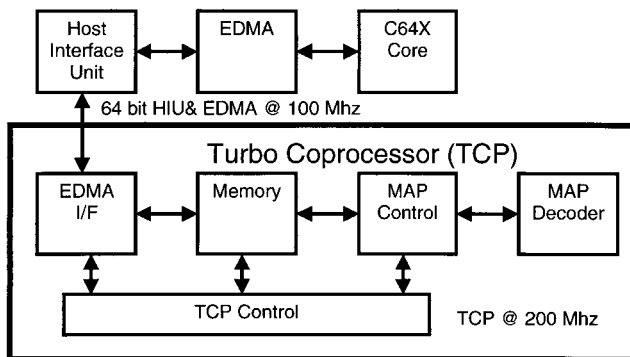 Host
Interface
Unit
EDMA
C64X
Core
64 bit HIU& EDMA @ 100 Mhz
Turbo Coprocessor (TCP)
EDMA
I/F
Memory
MAP
Control
MAP
Decoder
TCP Control
TCP @ 200 Mhz